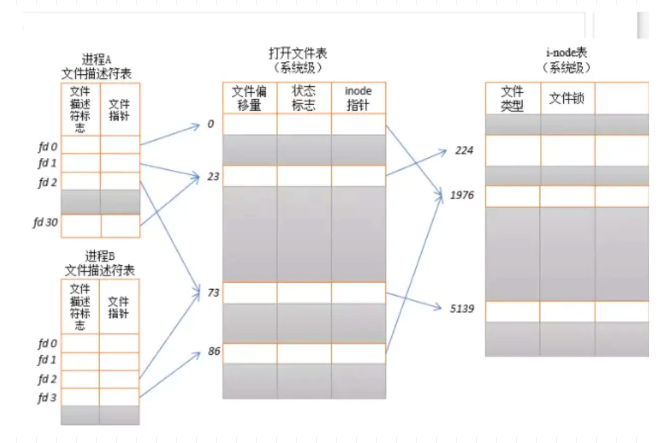 进程A
文件描述符表
文件
描述
符标
志
文件
指针
fd 0
fd 1
fd 2
fd 30
进程B
文件描述符表
文件
描述
符标
志
文件
指针
fd 0
fd 1
fd 2
fd 3
打开文件表
（系统级）
文件偏
移量
状态
标志
inode
指针
0
23
73
86
i-node表
（系统级）
文件
类型
文件锁
224
1976
5139